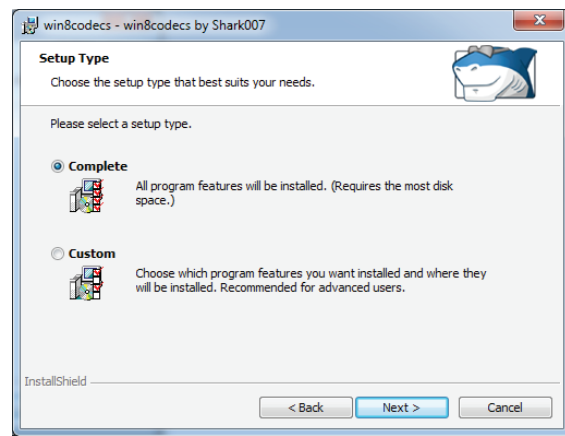 win8codecs - win8codecs by Shark007
Setup Type
Choose the setup type that best suits your needs.
Please select a setup type.
Complete
All program features will be installed. (Requires the most disk
space.)
Custom
Choose which program features you want installed and where they
will be installed. Recommended for advanced users.
InstallShield
< Back
Next >
Cancel